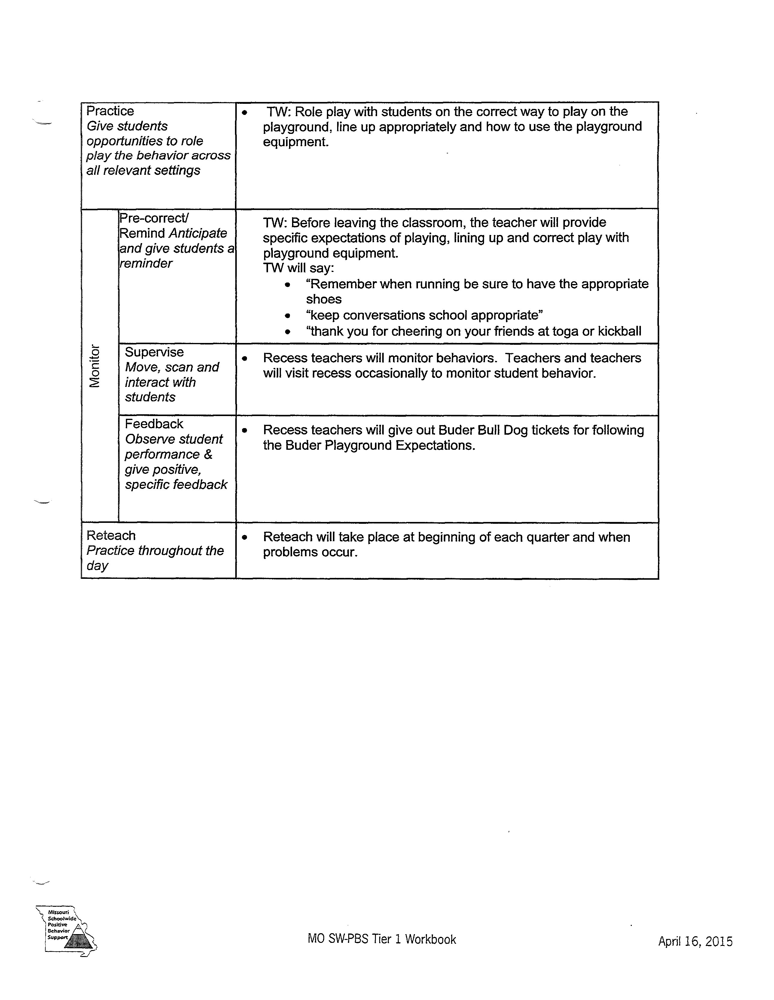 Practice
Give students
opportunities to role
play the behavior across
all relevant settings
• TW: Role play with students on the correct way to play on the
playground, line up appropriately and how to use the playground
equipment.
Monitor
Pre-correct/
Remind Anticipate
and give students a
reminder
TW: Before leaving the classroom, the teacher will provide
specific expectations of playing, lining up and correct play with
playground equipment.
TW will say:
• “Remember when running be sure to have the appropriate
shoes
• “keep conversations school appropriate”
• “thank you for cheering on your friends at toga or kickball
Supervise
Move, scan and
interact with
students
• Recess teachers will monitor behaviors. Teachers and teachers
will visit recess occasionally to monitor student behavior.
Feedback
Observe student
performance &
give positive,
specific feedback
• Recess teachers will give out Buder Bull Dog tickets for following
the Buder Playground Expectations.
Reteach
Practice throughout the
day
• Reteach will take place at beginning of each quarter and when
problems occur.
Missouri
Schoolwide
Positive
Behavior
Support
MO SW-PBS Tier 1 Workbook
April 16, 2015